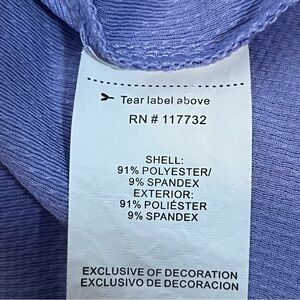 Tear label above
RN # 117732
SHELL:
91% POLYESTER/
9% SPANDEX
EXTERIOR:
91% POLIÉSTER
9% SPANDEX
EXCLUSIVE OF DECORATION
EXCLUSIVO DE DECORACION